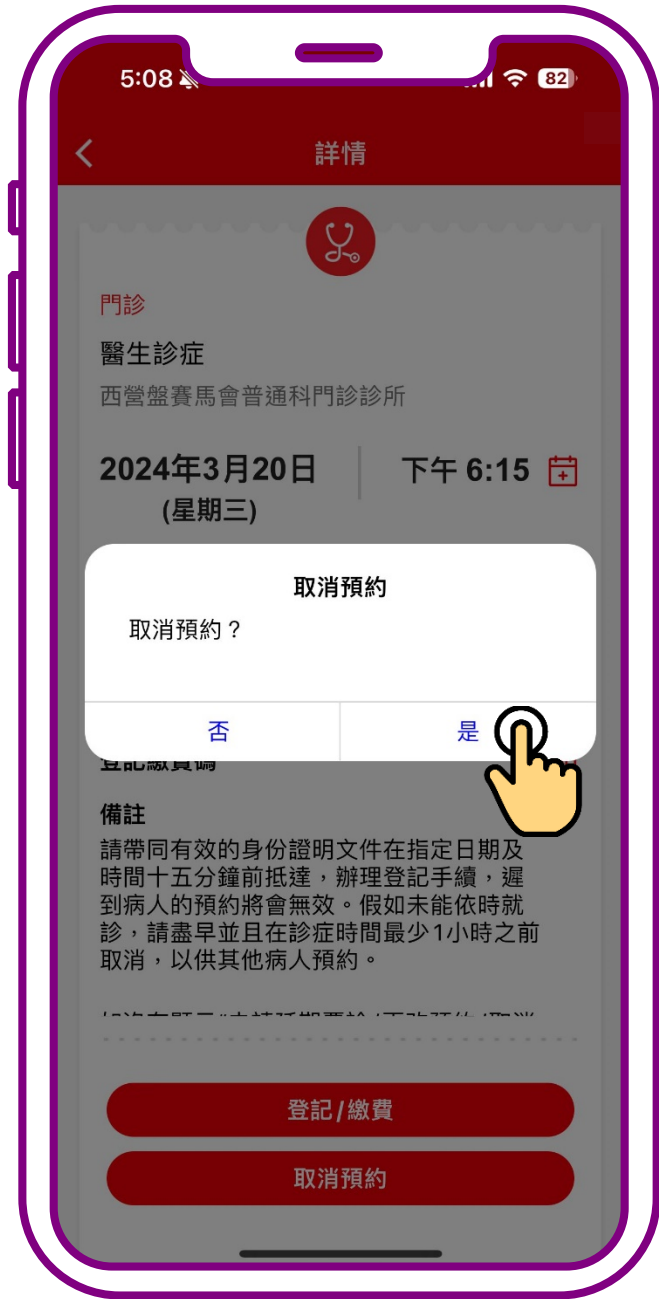 5:08
82
詳情
門診
醫生診症
西營盤賽馬會普通科門診診所
2024年3月20日
下午 6:15
(星期三)
取消預約
取消預約？
否
是
登記繳費碼
備註
請帶同有效的身份證明文件在指定日期及
時間十五分鐘前抵達，辦理登記手續，遲
到病人的預約將會無效。假如未能依時就
診，請盡早並且在診症時間最少1小時之前
取消，以供其他病人預約。
登記/繳費
取消預約